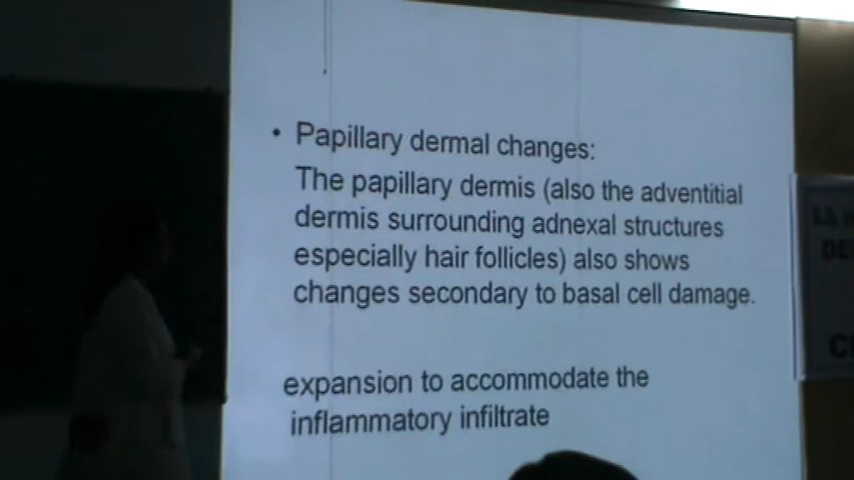 • Papillary dermal changes:
The papillary dermis (also the adventitial
dermis surrounding adnexal structures
especially hair follicles) also shows
changes secondary to basal cell damage.
expansion to accommodate the
inflammatory infiltrate